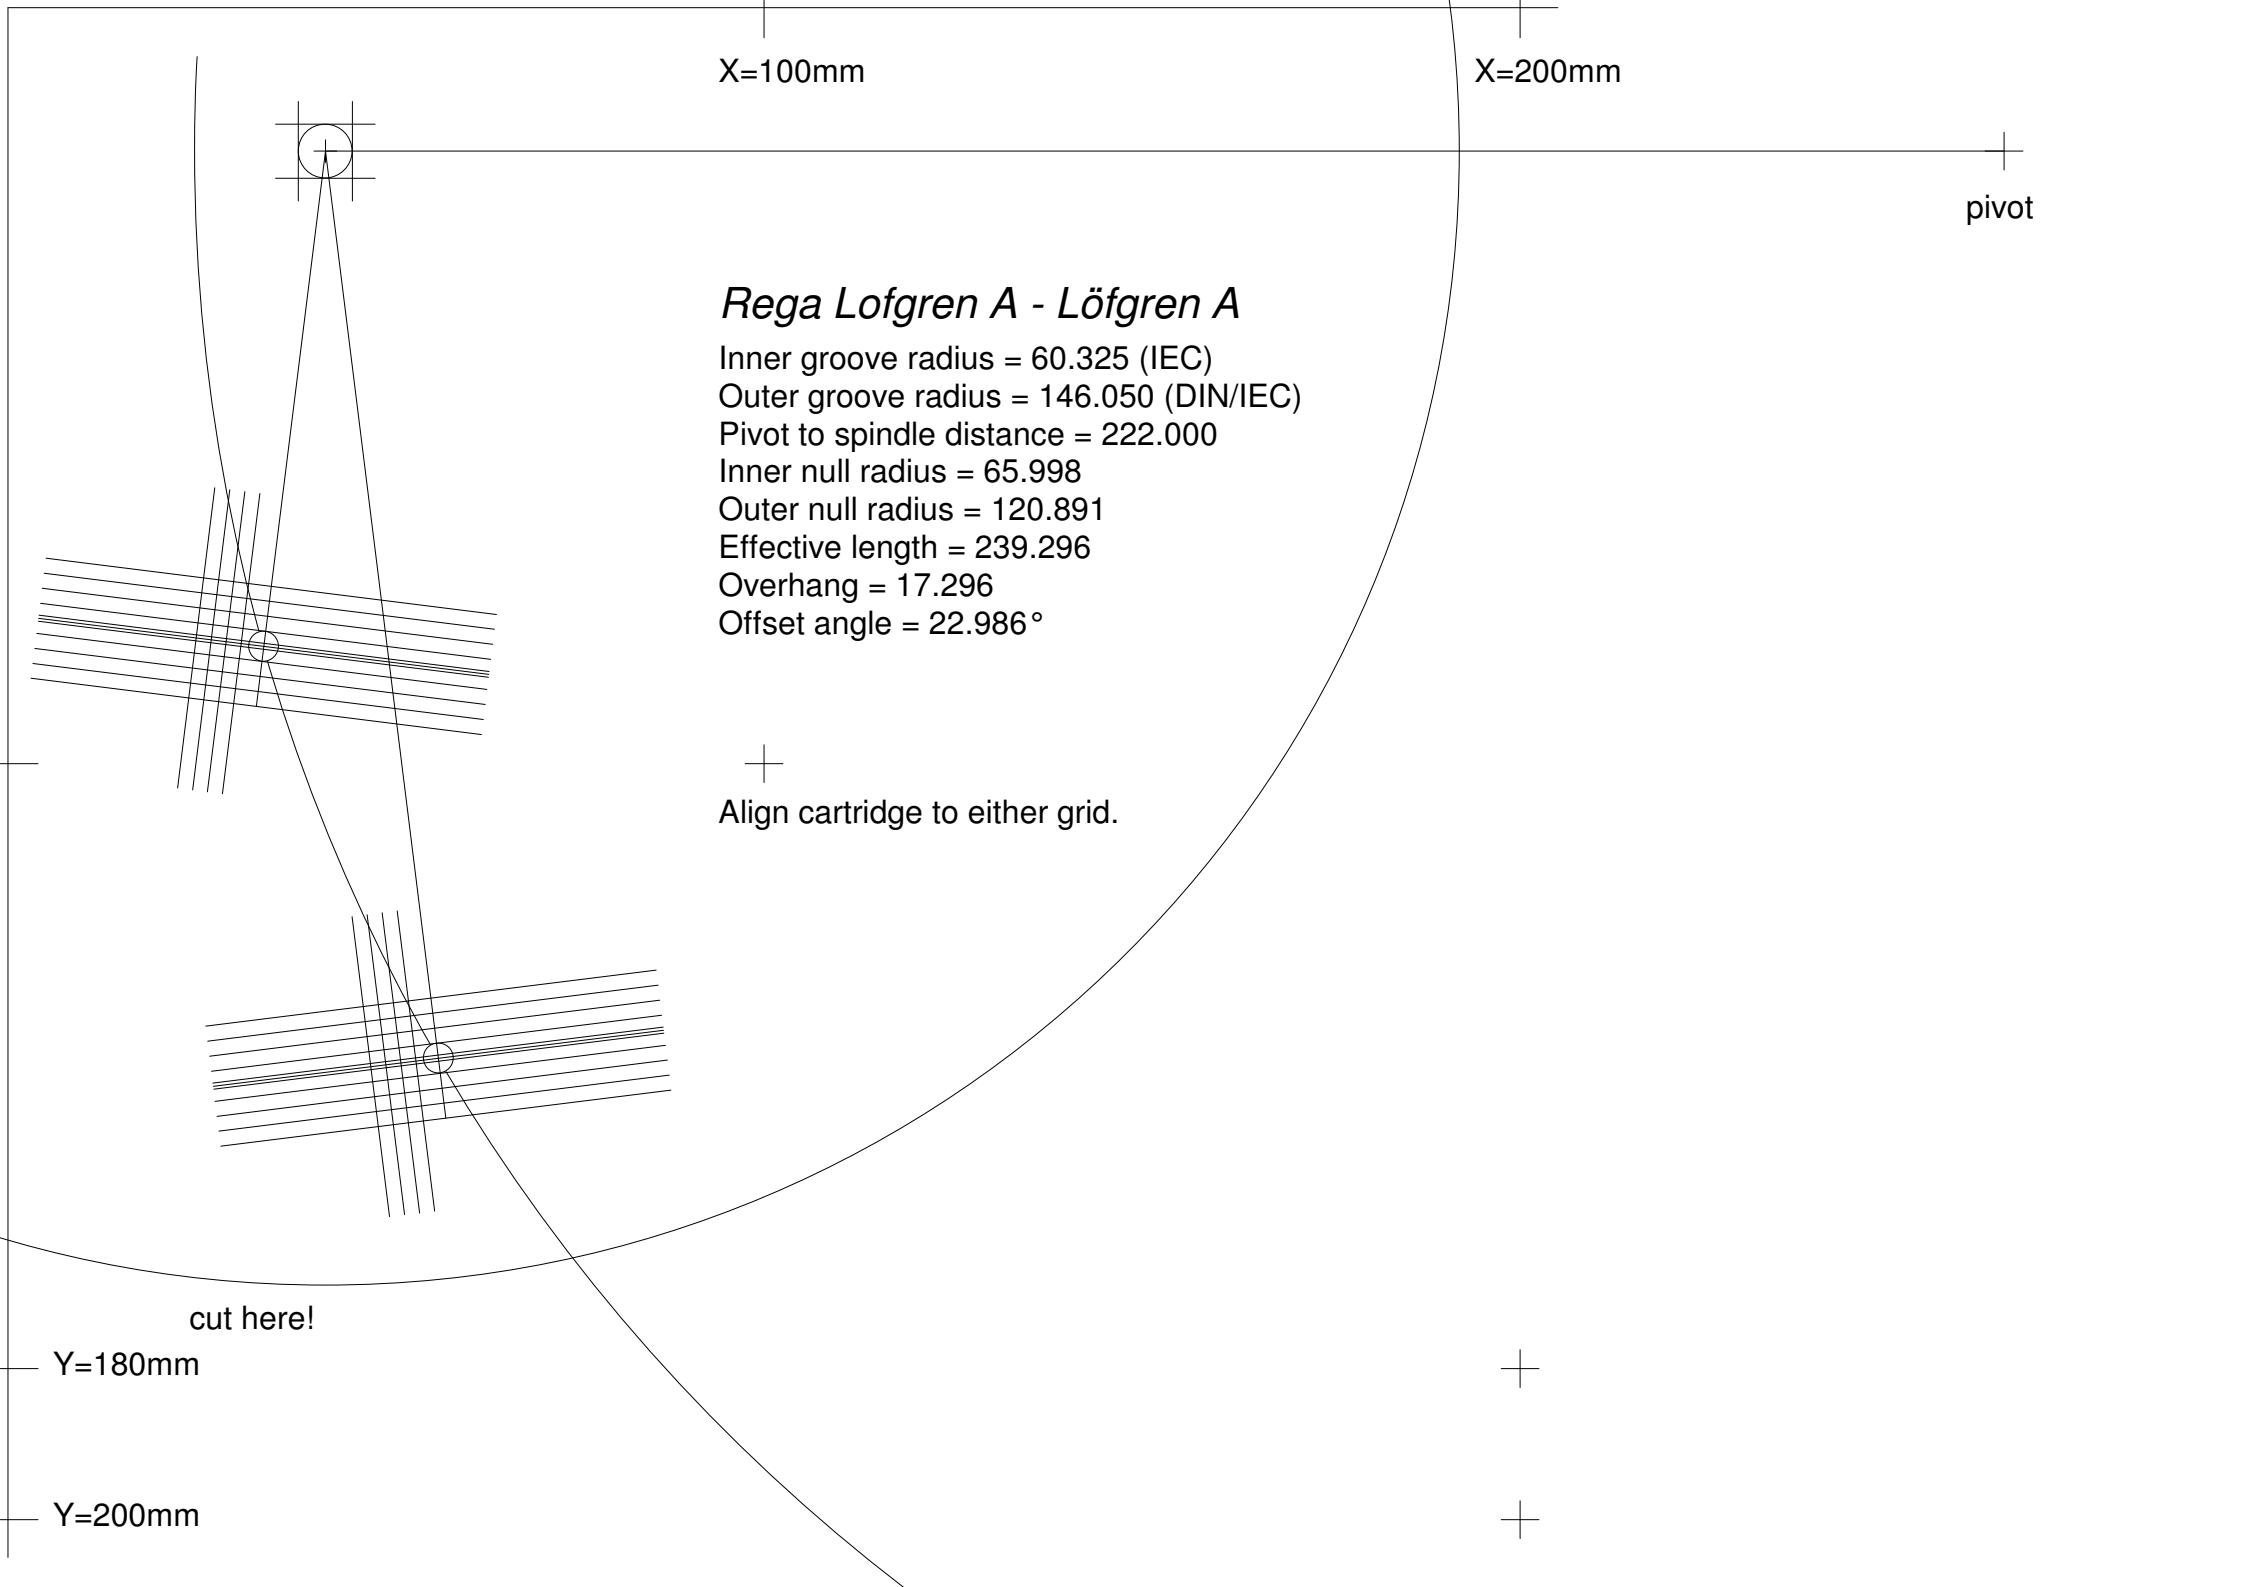 X=100mm
X=200mm
pivot
Rega Lofgren A - Löfgren A
Inner groove radius = 60.325 (IEC)
Outer groove radius = 146.050 (DIN/IEC)
Pivot to spindle distance = 222.000
Inner null radius = 65.998
Outer null radius = 120.891
Effective length = 239.296
Overhang = 17.296
Offset angle = 22.986°
Align cartridge to either grid.
cut here!
Y=180mm
Y=200mm